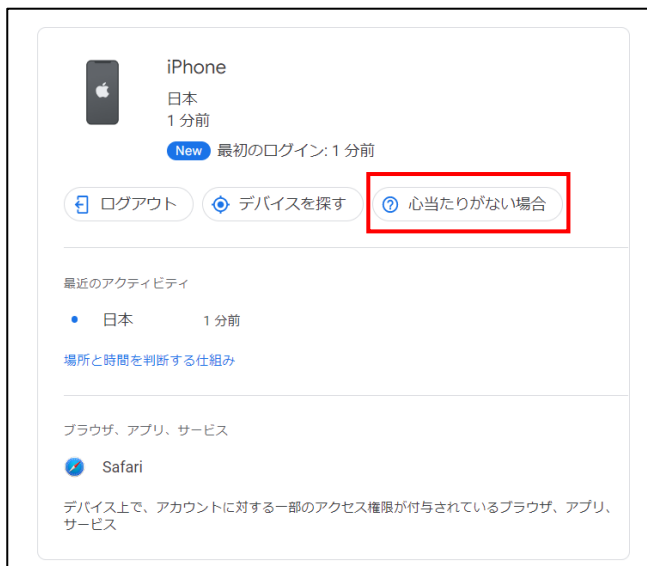 iPhone
日本
1 分前
New 最初のログイン: 1 分前
ログアウト デバイスを探す 心当たりがない場合
最近のアクティビティ
日本 1 分前
場所と時間を判断する仕組み
ブラウザ、アプリ、サービス
Safari
デバイス上で、アカウントに対する一部のアクセス権限が付与されているブラウザ、アプリ、
サービス